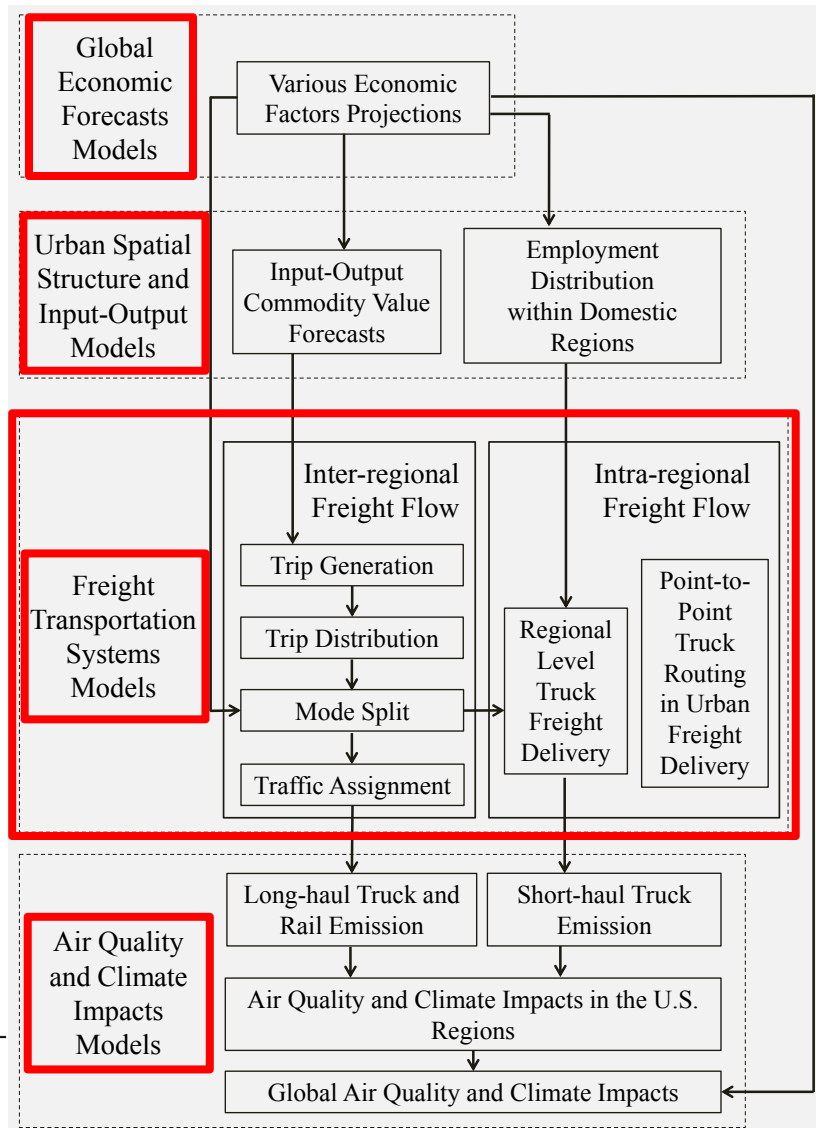 Global
Economic
Forecasts
Models
Various Economic
Factors Projections
Urban Spatial
Structure and
Input-Output
Models
Input-Output
Commodity Value
Forecasts
Employment
Distribution
within Domestic
Regions
Freight
Transportation
Systems
Models
Inter-regional
Freight Flow
Trip Generation
Trip Distribution
Mode Split
Traffic Assignment
Intra-regional
Freight Flow
Regional
Level
Truck
Freight
Delivery
Point-to-
Point
Truck
Routing
in Urban
Freight
Delivery
Air Quality
and Climate
Impacts
Models
Long-haul Truck and
Rail Emission
Short-haul Truck
Emission
Air Quality and Climate Impacts in the U.S.
Regions
Global Air Quality and Climate Impacts